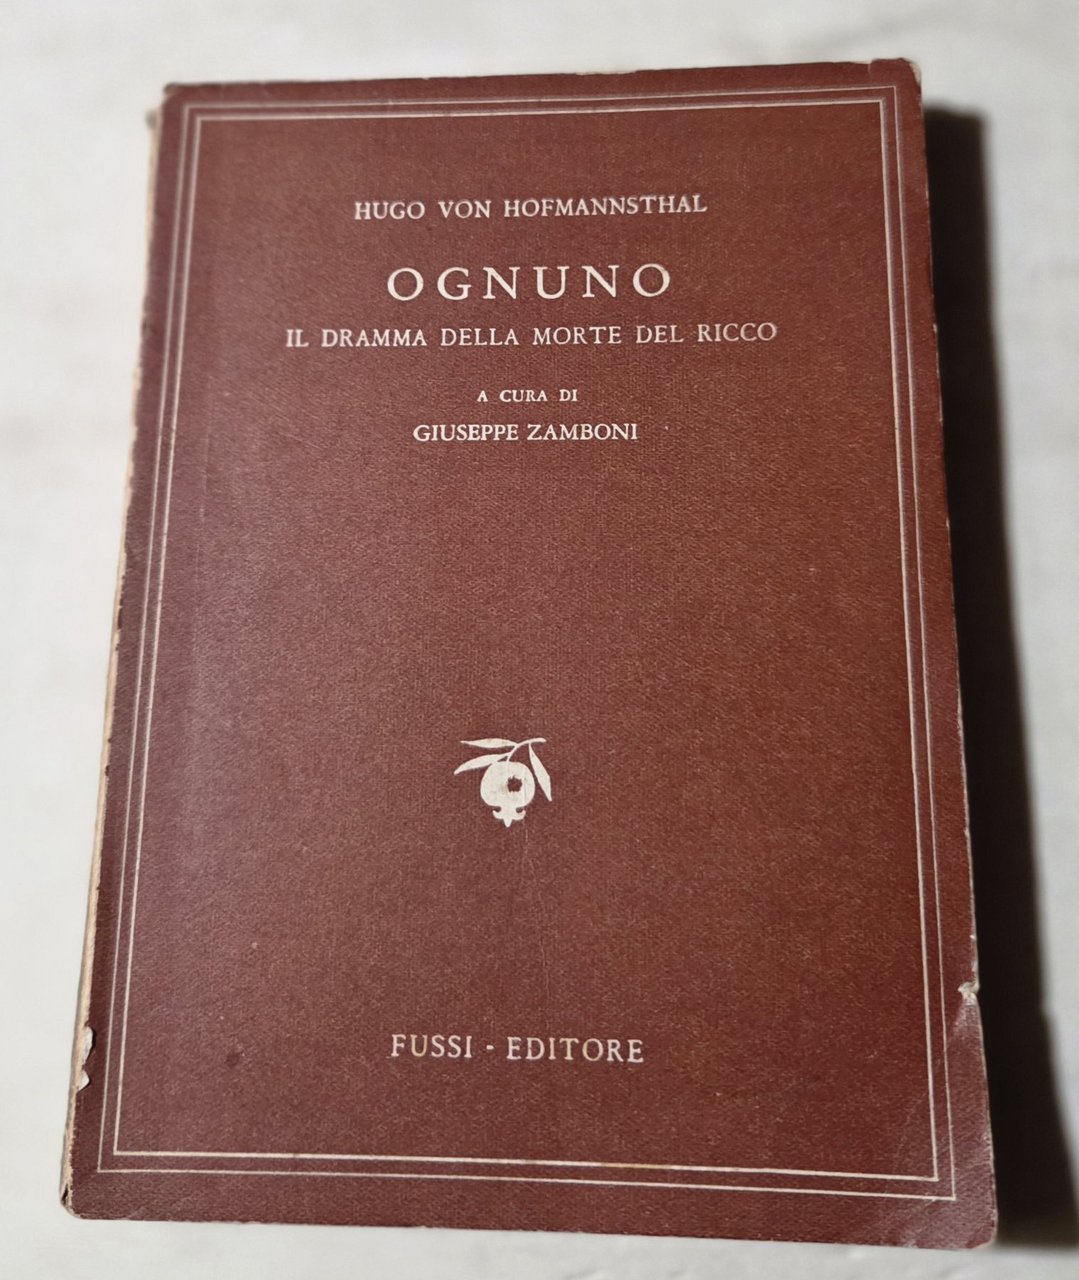 HUGO VON HOFMANNSTHAL
OGNUNO
IL DRAMMA DELLA MORTE DEL RICCO
A CURA DI
GIUSEPPE ZAMBONI
FUSSI - EDITORE